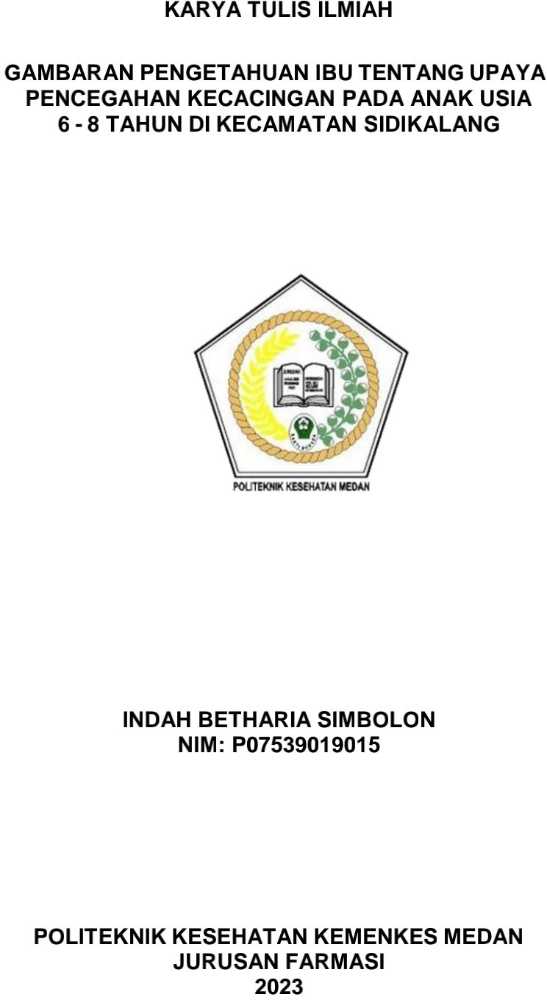 KARYA TULIS ILMIAH
GAMBARAN PENGETAHUAN IBU TENTANG UPAYA
PENCEGAHAN KECACINGAN PADA ANAK USIA
6 - 8 TAHUN DI KECAMATAN SIDIKALANG
JURUSAN
POLITEKNIK KESEHATAN MEDAN
INDAH BETHARIA SIMBOLON
NIM: P07539019015
POLITEKNIK KESEHATAN KEMENKES MEDAN
JURUSAN FARMASI
2023